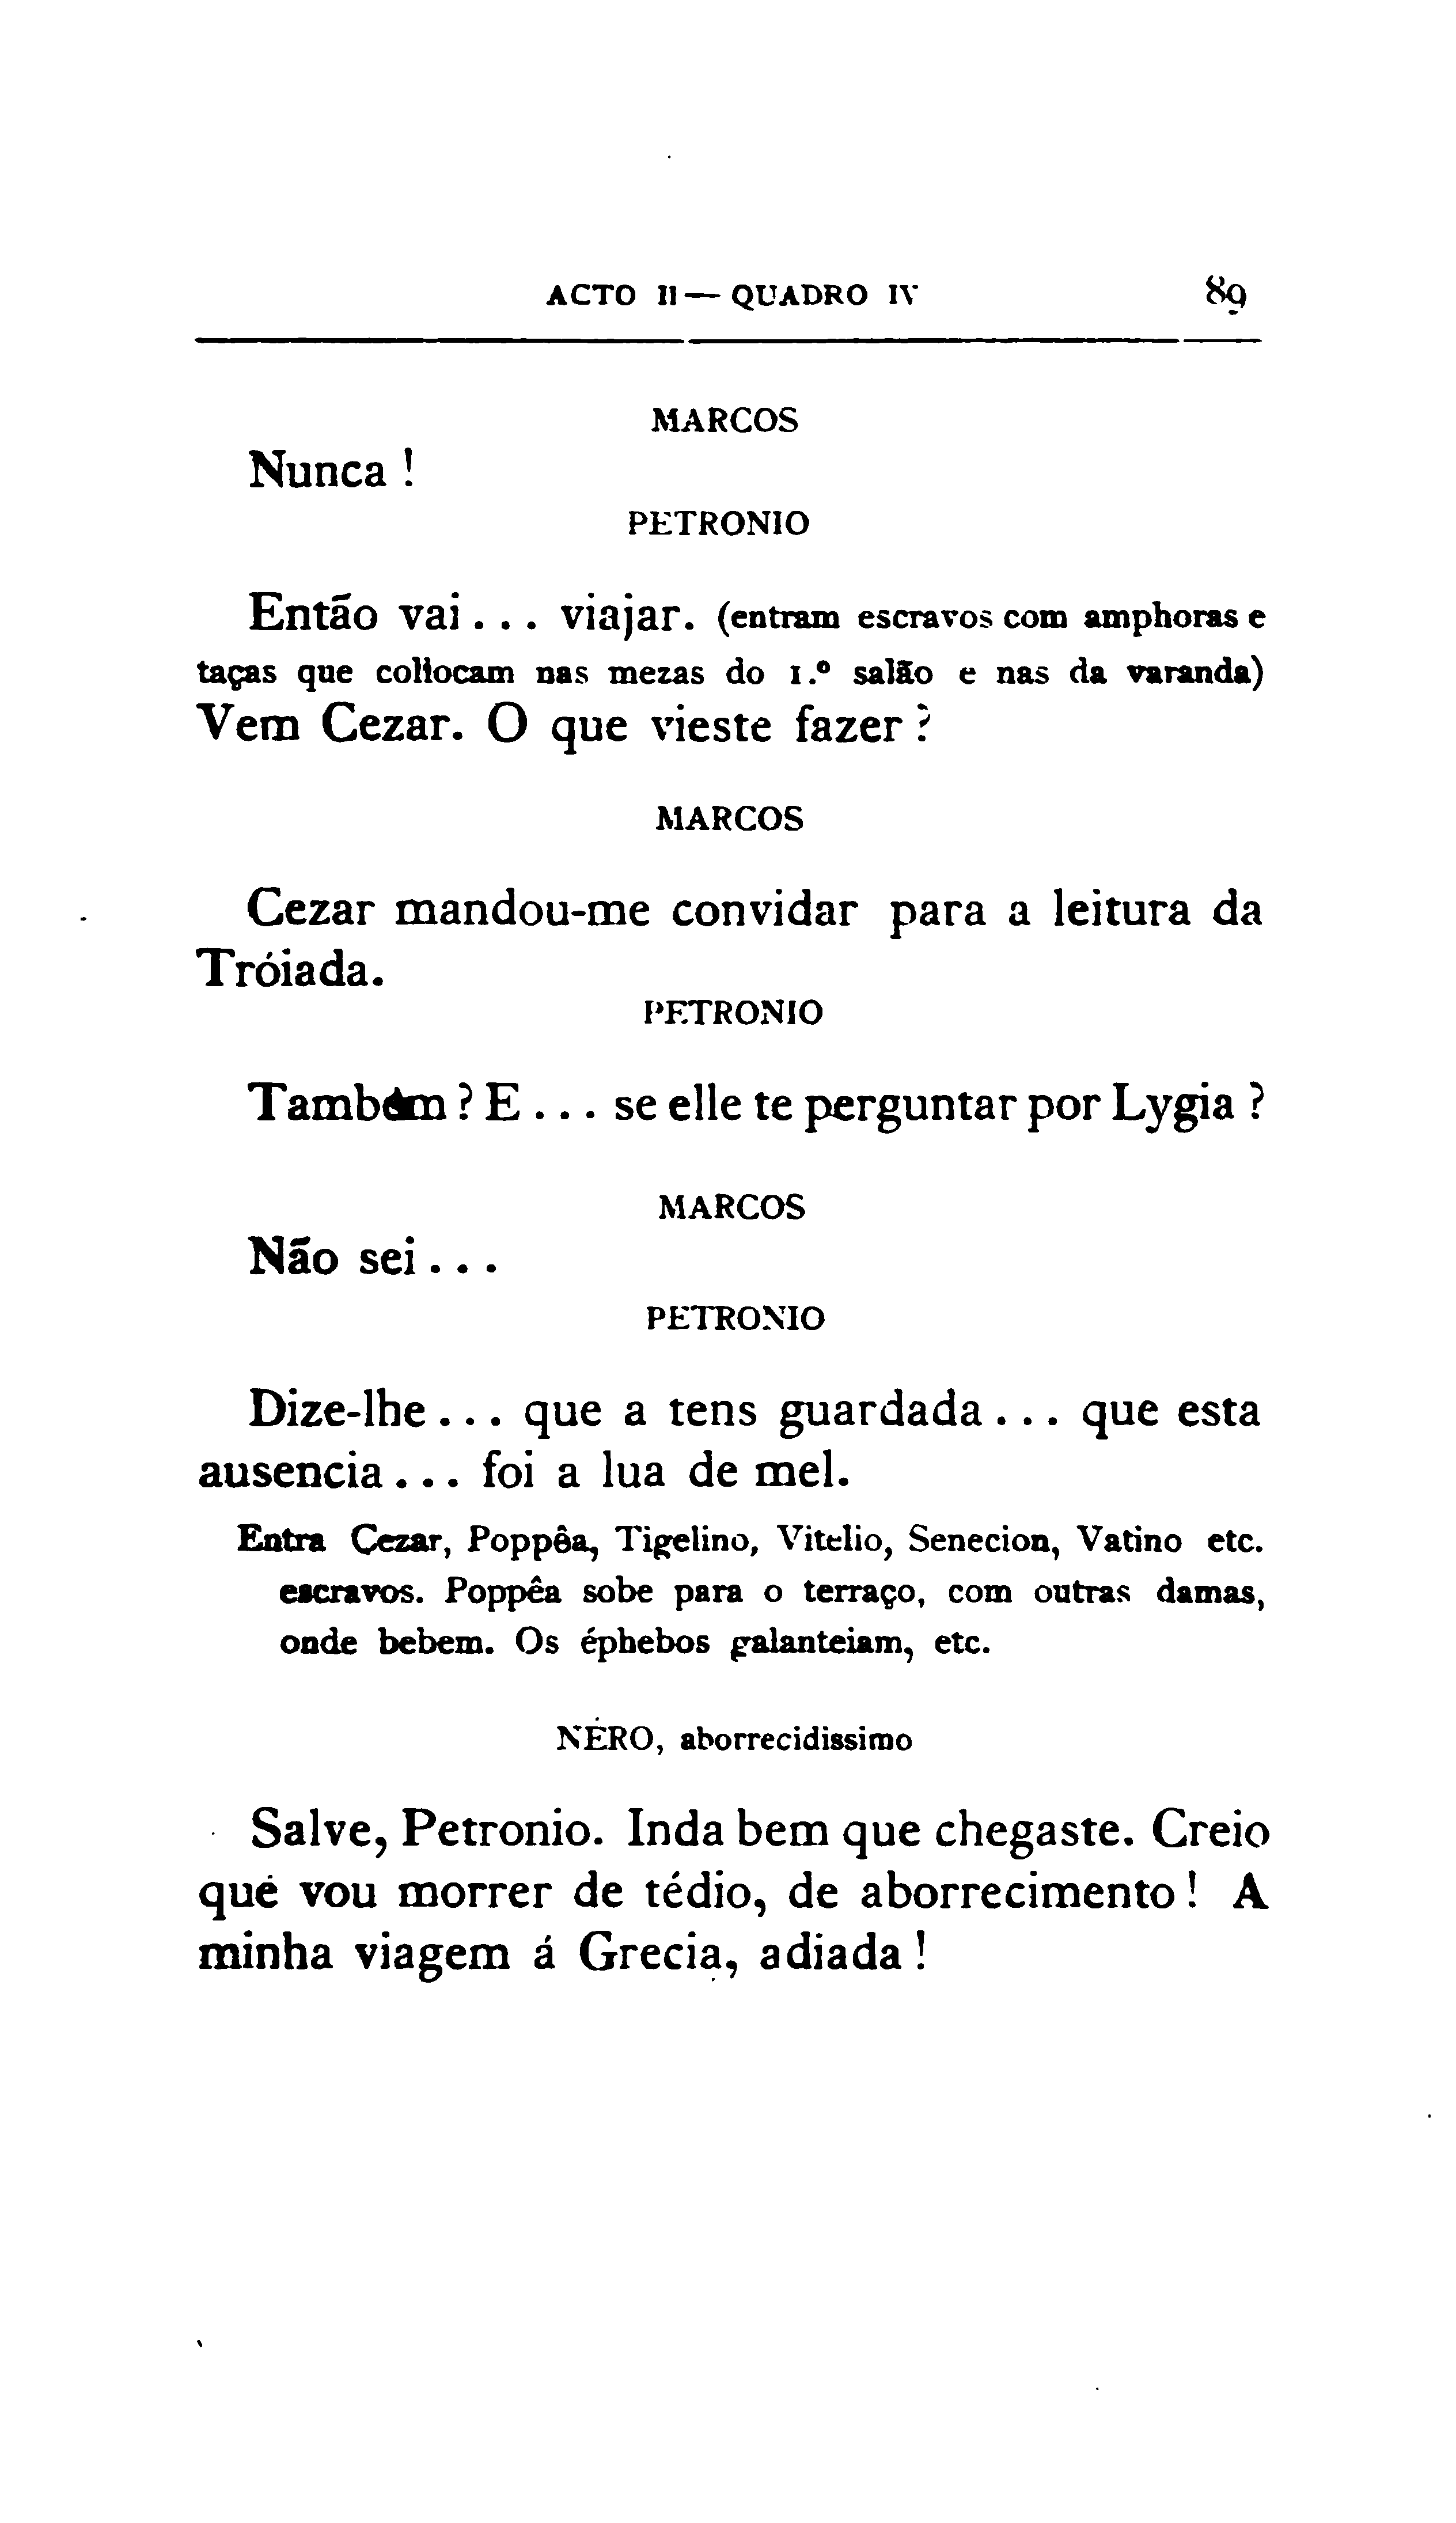 ACTO II — QUADRO IV 89
MARCOS
Nunca !
PETRONIO
Então vai . . . viajar. (entram escravos com amphoras e
taças que collocam nas mezas do 1.º salão e nas da varanda)
Vem Cezar. O que vieste fazer ?
MARCOS
Cezar mandou-me convidar para a leitura da
Tróiada.
PETRONIO
Também ? E . . . se elle te perguntar por Lygia ?
MARCOS
Não sei . . .
PETRONIO
Dize-lhe . . . que a tens guardada . . . que esta
ausencia . . . foi a lua de mel.
Entra Cezar, Poppêa, Tigelino, Vitelio, Senecion, Vatino etc.
escravos. Poppêa sobe para o terraço, com outras damas,
onde bebem. Os éphebos galanteiam, etc.
NÉRO, aborrecidissimo
Salve, Petronio. Inda bem que chegaste. Creio
que vou morrer de tédio, de aborrecimento ! A
minha viagem á Grecia, adiada !